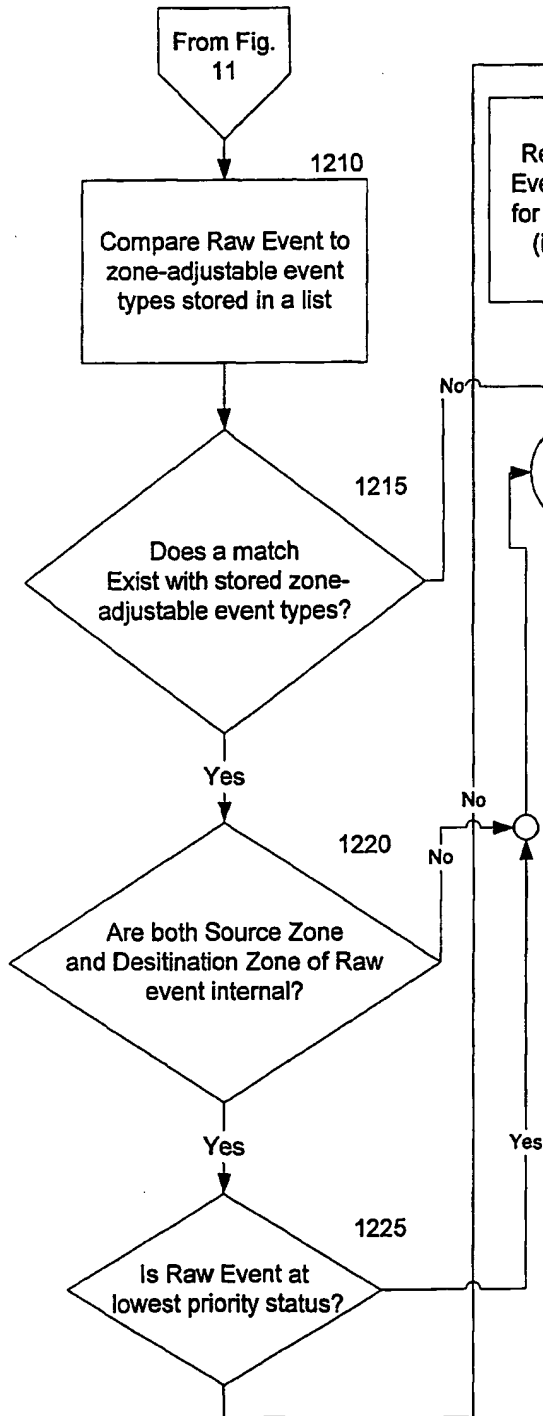 From Fig.
11
1210
Compare Raw Event to
zone-adjustable event
types stored in a list
No
1215
Does a match
Exist with stored zone-
adjustable event types?
Yes
No
1220
No
Are both Source Zone
and Desitination Zone of Raw
event internal?
Yes
Yes
1225
Is Raw Event at
lowest priority status?
for